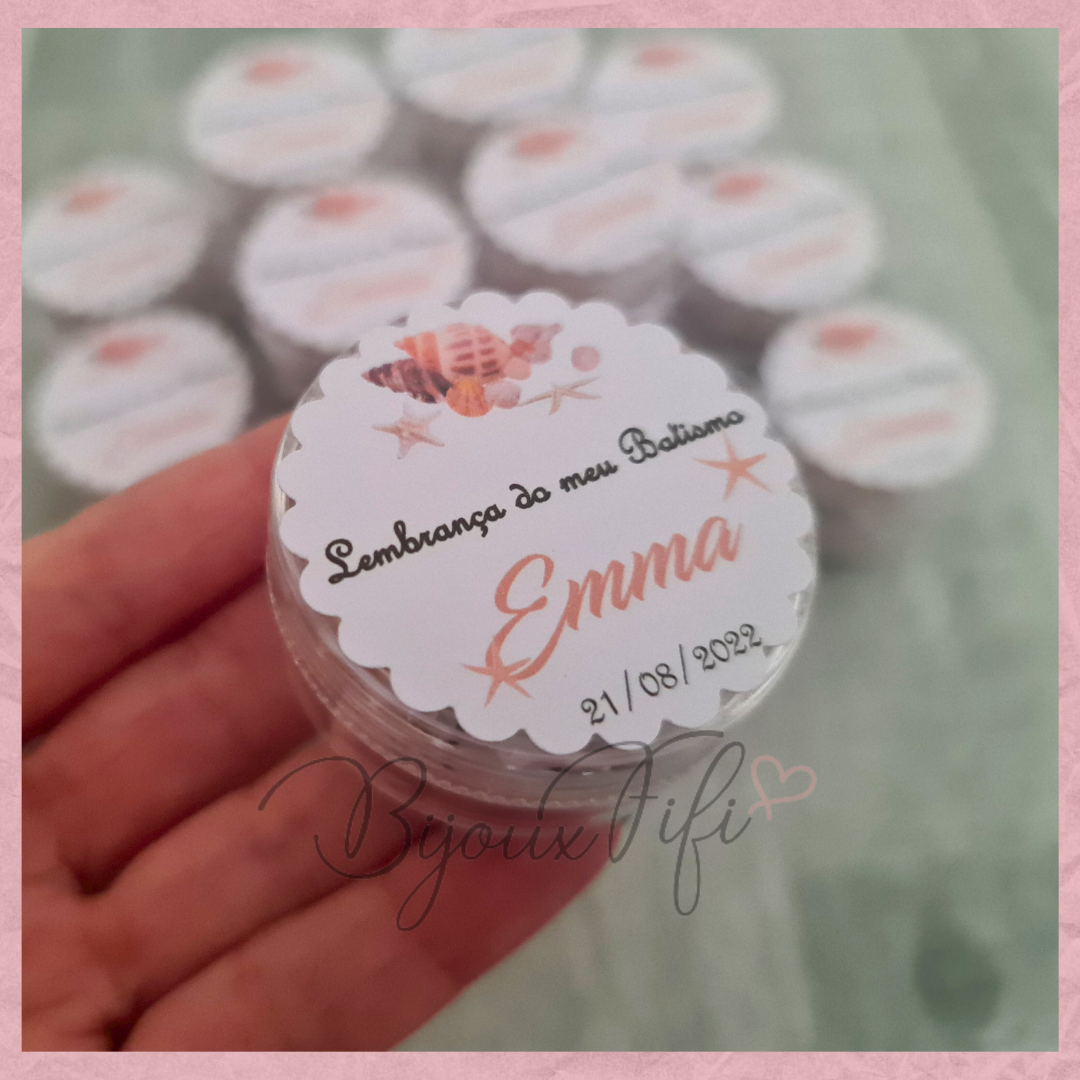 Lembrança do meu Batismo
Emma
21/08/2022
BijouxFifi